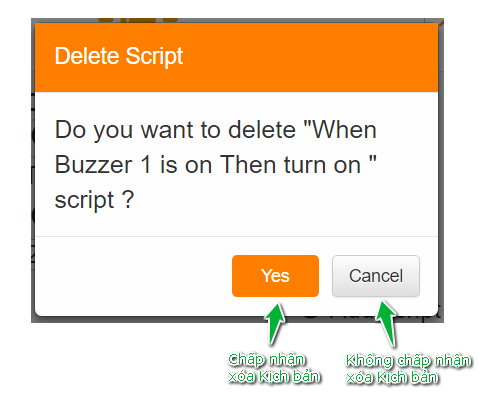 Delete Script
Do you want to delete "When
Buzzer 1 is on Then turn on "
script ?
Yes
Cancel
Chấp nhận
xóa Kịch bản
Không chấp nhận
xóa Kịch bản